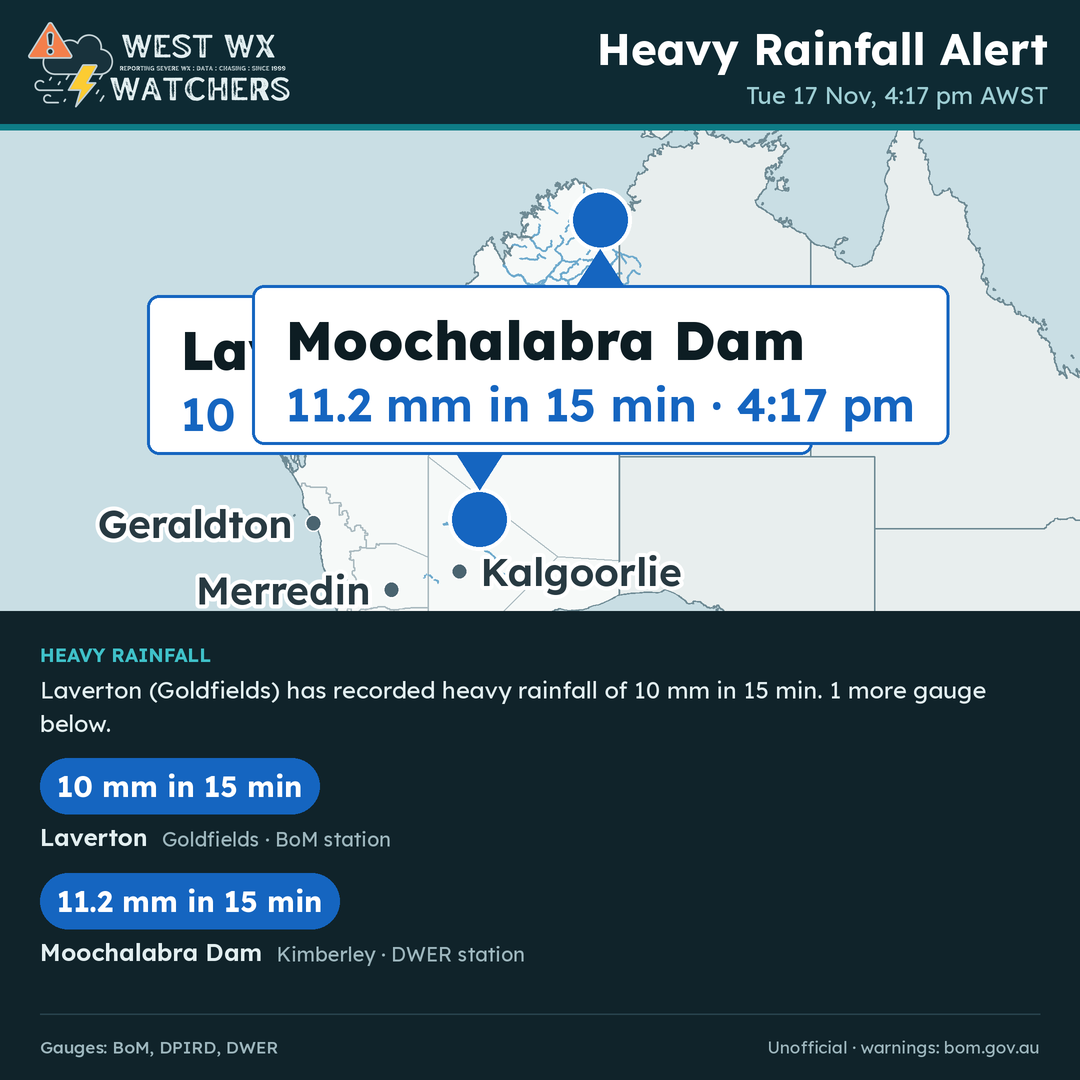 WEST WX
REPORTING SEVERE WX : DATA : CHASING : SINCE 1999
WATCHERS
Heavy Rainfall Alert
Tue 17 Nov, 4:17 pm AWST
La
10
Moochalabra Dam
11.2 mm in 15 min · 4:17 pm
Geraldton
Kalgoorlie
Merredin
HEAVY RAINFALL
Laverton (Goldfields) has recorded heavy rainfall of 10 mm in 15 min. 1 more gauge
below.
10 mm in 15 min
Laverton Goldfields · BoM station
11.2 mm in 15 min
Moochalabra Dam Kimberley · DWER station
Gauges: BoM, DPIRD, DWER
Unofficial · warnings: bom.gov.au